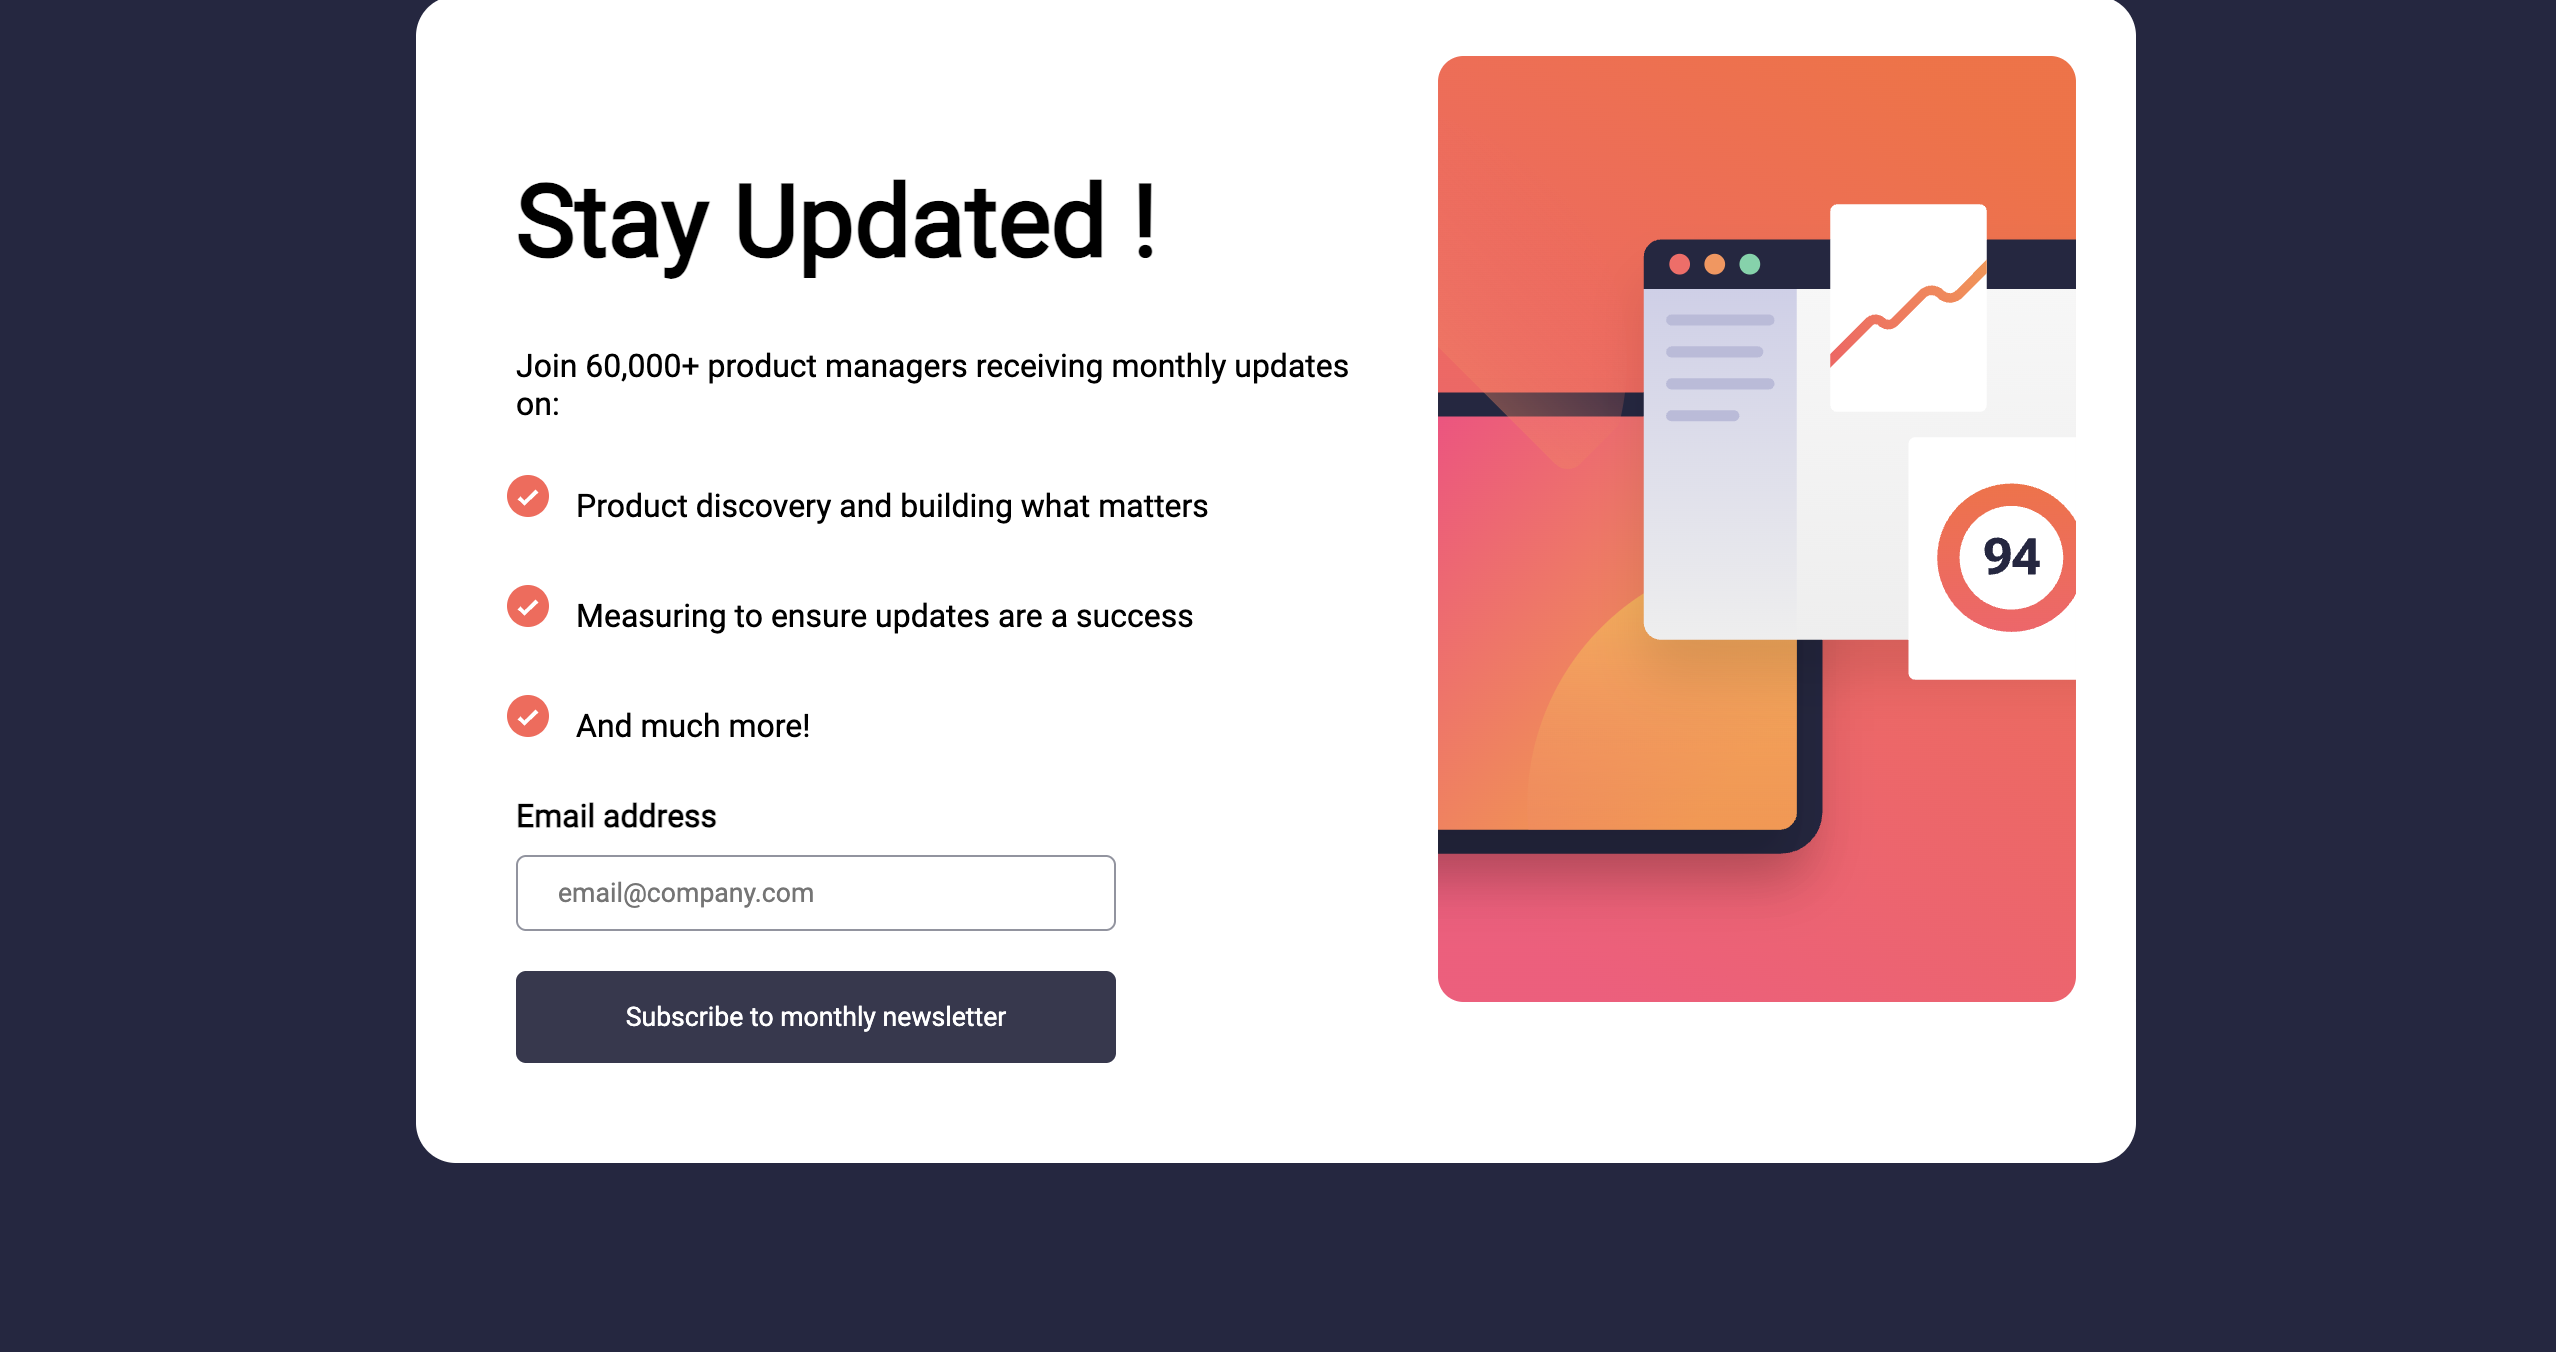 Stay Updated !
Join 60,000+ product managers receiving monthly updates
on:
Product discovery and building what matters
Measuring to ensure updates are a success
And much more!
Email address
email@company.com
Subscribe to monthly newsletter
94